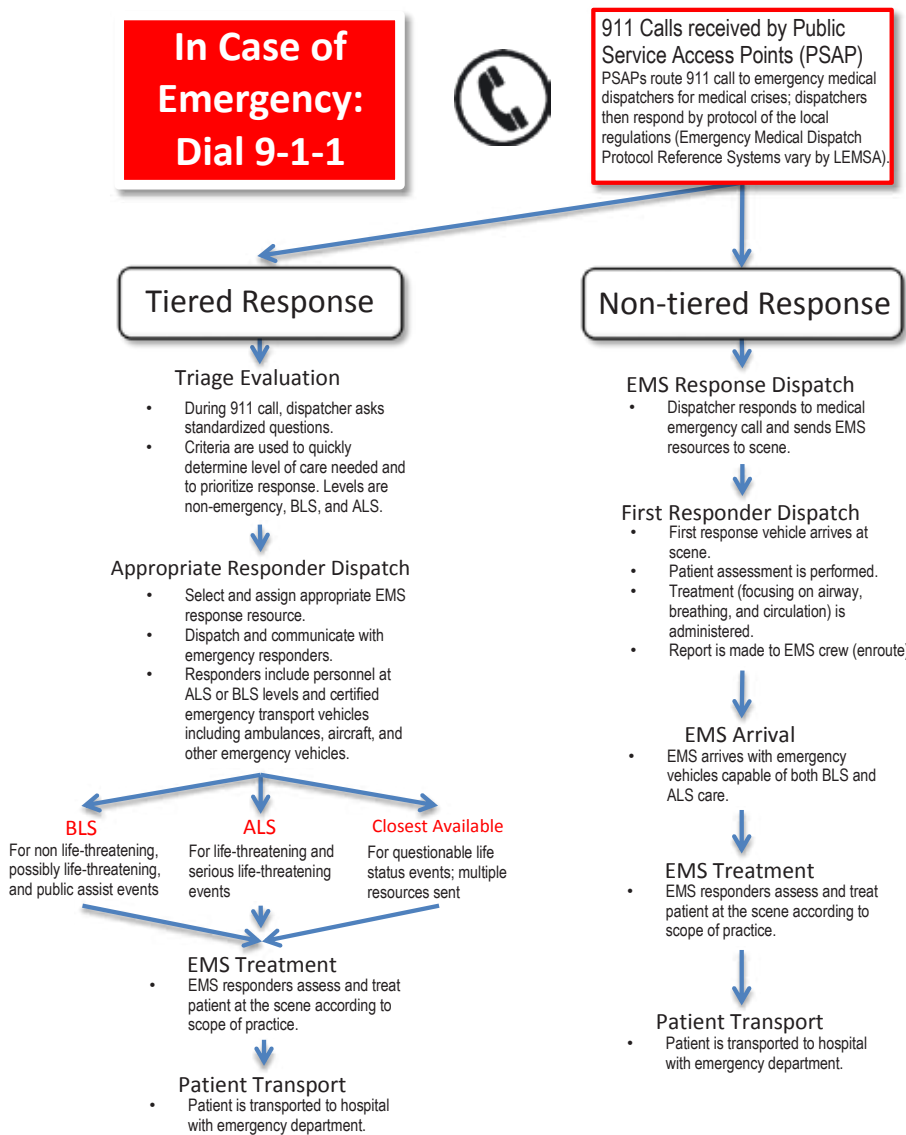 In Case of
Emergency:
Dial 9-1-1
911 Calls received by Public
Service Access Points (PSAP)
PSAPs route 911 call to emergency medical
dispatchers for medical crises; dispatchers
then respond by protocol of the local
regulations (Emergency Medical Dispatch
Protocol Reference Systems vary by LEMSA).
Tiered Response
Triage Evaluation
• During 911 call, dispatcher asks
standardized questions.
• Criteria are used to quickly
determine level of care needed and
to prioritize response. Levels are
non-emergency, BLS, and ALS.
Appropriate Responder Dispatch
• Select and assign appropriate EMS
response resource.
• Dispatch and communicate with
emergency responders.
• Responders include personnel at
ALS or BLS levels and certified
emergency transport vehicles
including ambulances, aircraft, and
other emergency vehicles.
BLS
For non life-threatening,
possibly life-threatening,
and public assist events
ALS
For life-threatening and
serious life-threatening
events
Closest Available
For questionable life
status events; multiple
resources sent
EMS Treatment
• EMS responders assess and treat
patient at the scene according to
scope of practice.
Patient Transport
• Patient is transported to hospital
with emergency department.
Non-tiered Response
EMS Response Dispatch
• Dispatcher responds to medical
emergency call and sends EMS
resources to scene.
First Responder Dispatch
• First response vehicle arrives at
scene.
• Patient assessment is performed.
• Treatment (focusing on airway,
breathing, and circulation) is
administered.
• Report is made to EMS crew (enroute)
EMS Arrival
• EMS arrives with emergency
vehicles capable of both BLS and
ALS care.
EMS Treatment
• EMS responders assess and treat
patient at the scene according to
scope of practice.
Patient Transport
• Patient is transported to hospital
with emergency department.